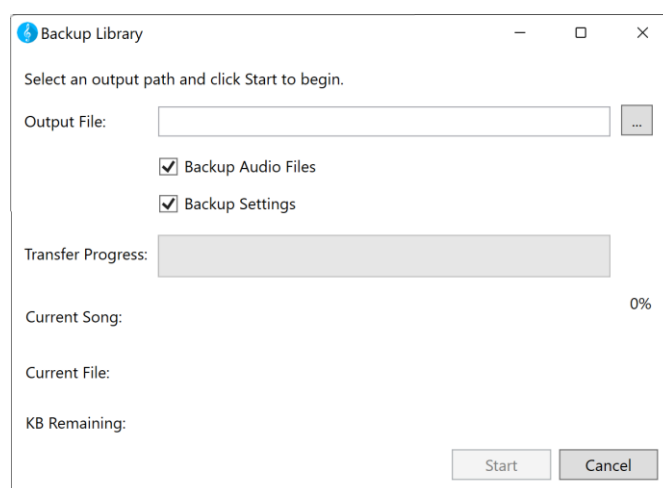 Backup Library
Select an output path and click Start to begin.
Output File:
...
Backup Audio Files
Backup Settings
Transfer Progress:
0%
Current Song:
Current File:
KB Remaining:
Start Cancel